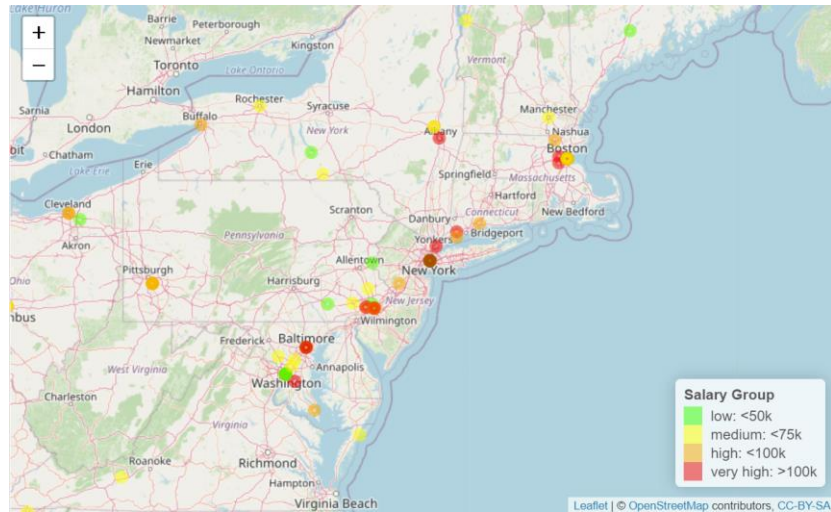 Lake Huron
Barrie
Peterborough
Newmarket
Kingston
Toronto
Lake Ontario
Vermont
Hamilton
Sarnia
London
Rochester
Syracuse
Manchester
Buffalo
New York
Albany
Nashua
Boston
bit
Chatham
Lake Erie
Erie
Springfield
Massachusetts
Hartford
Cleveland
Scranton
Danbury
Connecticut
New Bedford
Akron
Pennsylvania
Yonkers
Bridgeport
Allentown
New York
Ohio
Pittsburgh
Harrisburg
New Jersey
nbus
Wilmington
Frederick
Baltimore
West Virginia
Annapolis
Washington
Charleston
Virginia
Richmond
Roanoke
Hampton
Virginia Beach
+
−
Salary Group
low: <50k
medium: <75k
high: <100k
very high: >100k
Leaflet | © OpenStreetMap contributors, CC-BY-SA